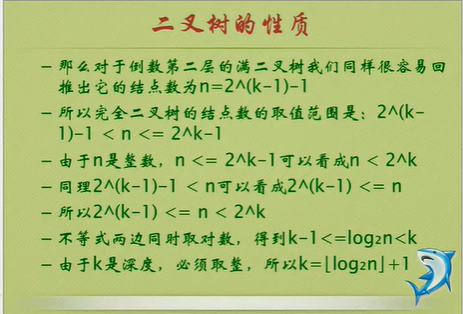 二叉树的性质
– 那么对于倒数第二层的满二叉树我们同样很容易回
推出它的结点数为n=2^(k-1)-1
– 所以完全二叉树的结点数的取值范围是：2^(k-
1)-1 < n <= 2^k-1
– 由于n是整数，n <= 2^k-1可以看成n < 2^k
– 同理2^(k-1)-1 < n可以看成2^(k-1) <= n
– 所以2^(k-1) <= n < 2^k
– 不等式两边同时取对数，得到k-1<=log₂n<k
– 由于k是深度，必须取整，所以k=⌊log₂n⌋+1